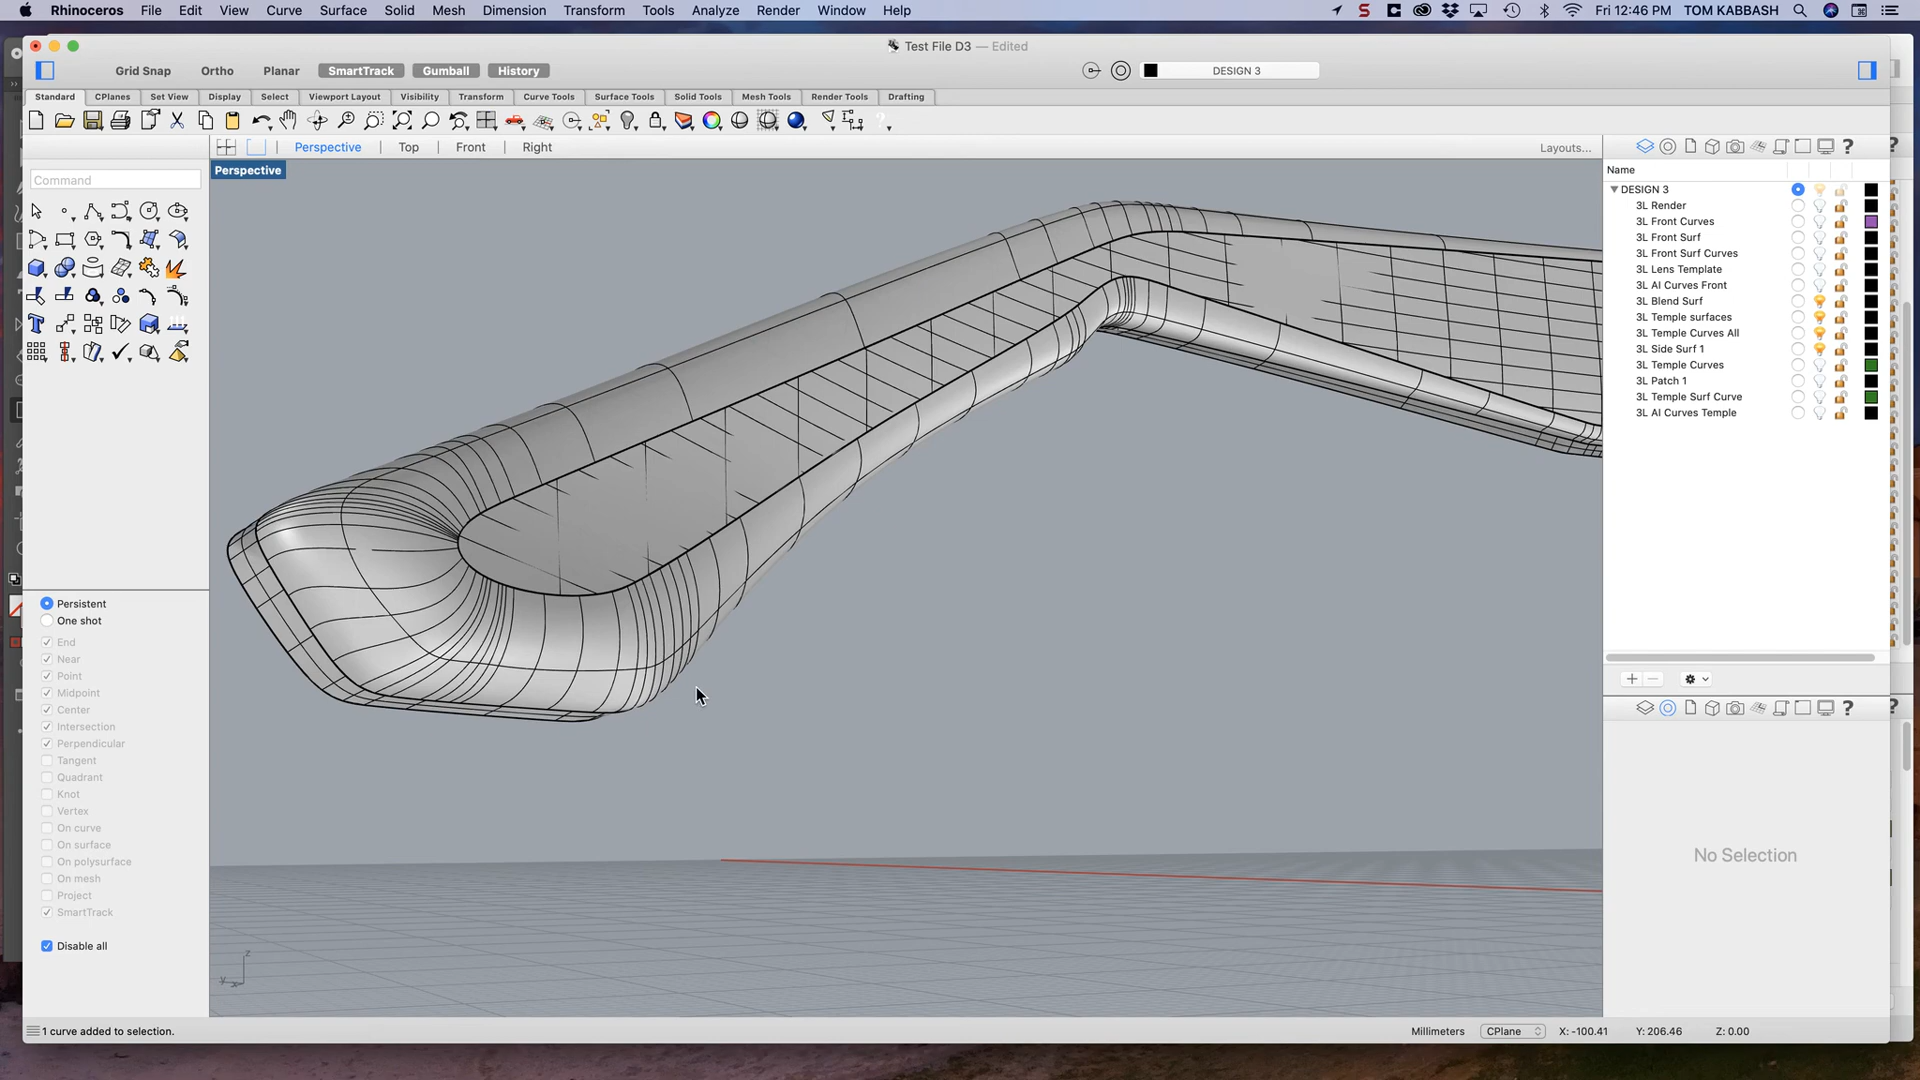 Rhinoceros File Edit View Curve Surface Solid Mesh Dimension Transform Tools Analyze Render Window Help Fri 12:46 PM TOM KABBASH
Test File D3 — Edited
Grid Snap Ortho Planar SmartTrack Gumball History DESIGN 3
Standard CPlanes Set View Display Select Viewport Layout Visibility Transform Curve Tools Surface Tools Solid Tools Mesh Tools Render Tools Drafting
Perspective Top Front Right Layouts...
Perspective
Command
Name
DESIGN 3
3L Render
3L Front Curves
3L Front Surf
3L Front Surf Curves
3L Lens Template
3L AI Curves Front
3L Blend Surf
3L Temple surfaces
3L Temple Curves All
3L Side Surf 1
3L Temple Curves
3L Patch 1
3L Temple Surf Curve
3L AI Curves Temple
Persistent
One shot
End
Near
Point
Midpoint
Center
Intersection
Perpendicular
Tangent
Quadrant
Knot
Vertex
On curve
On surface
On polysurface
On mesh
Project
SmartTrack
Disable all
No Selection
z
y
x
1 curve added to selection.
Millimeters CPlane X: -100.41 Y: 206.46 Z: 0.00